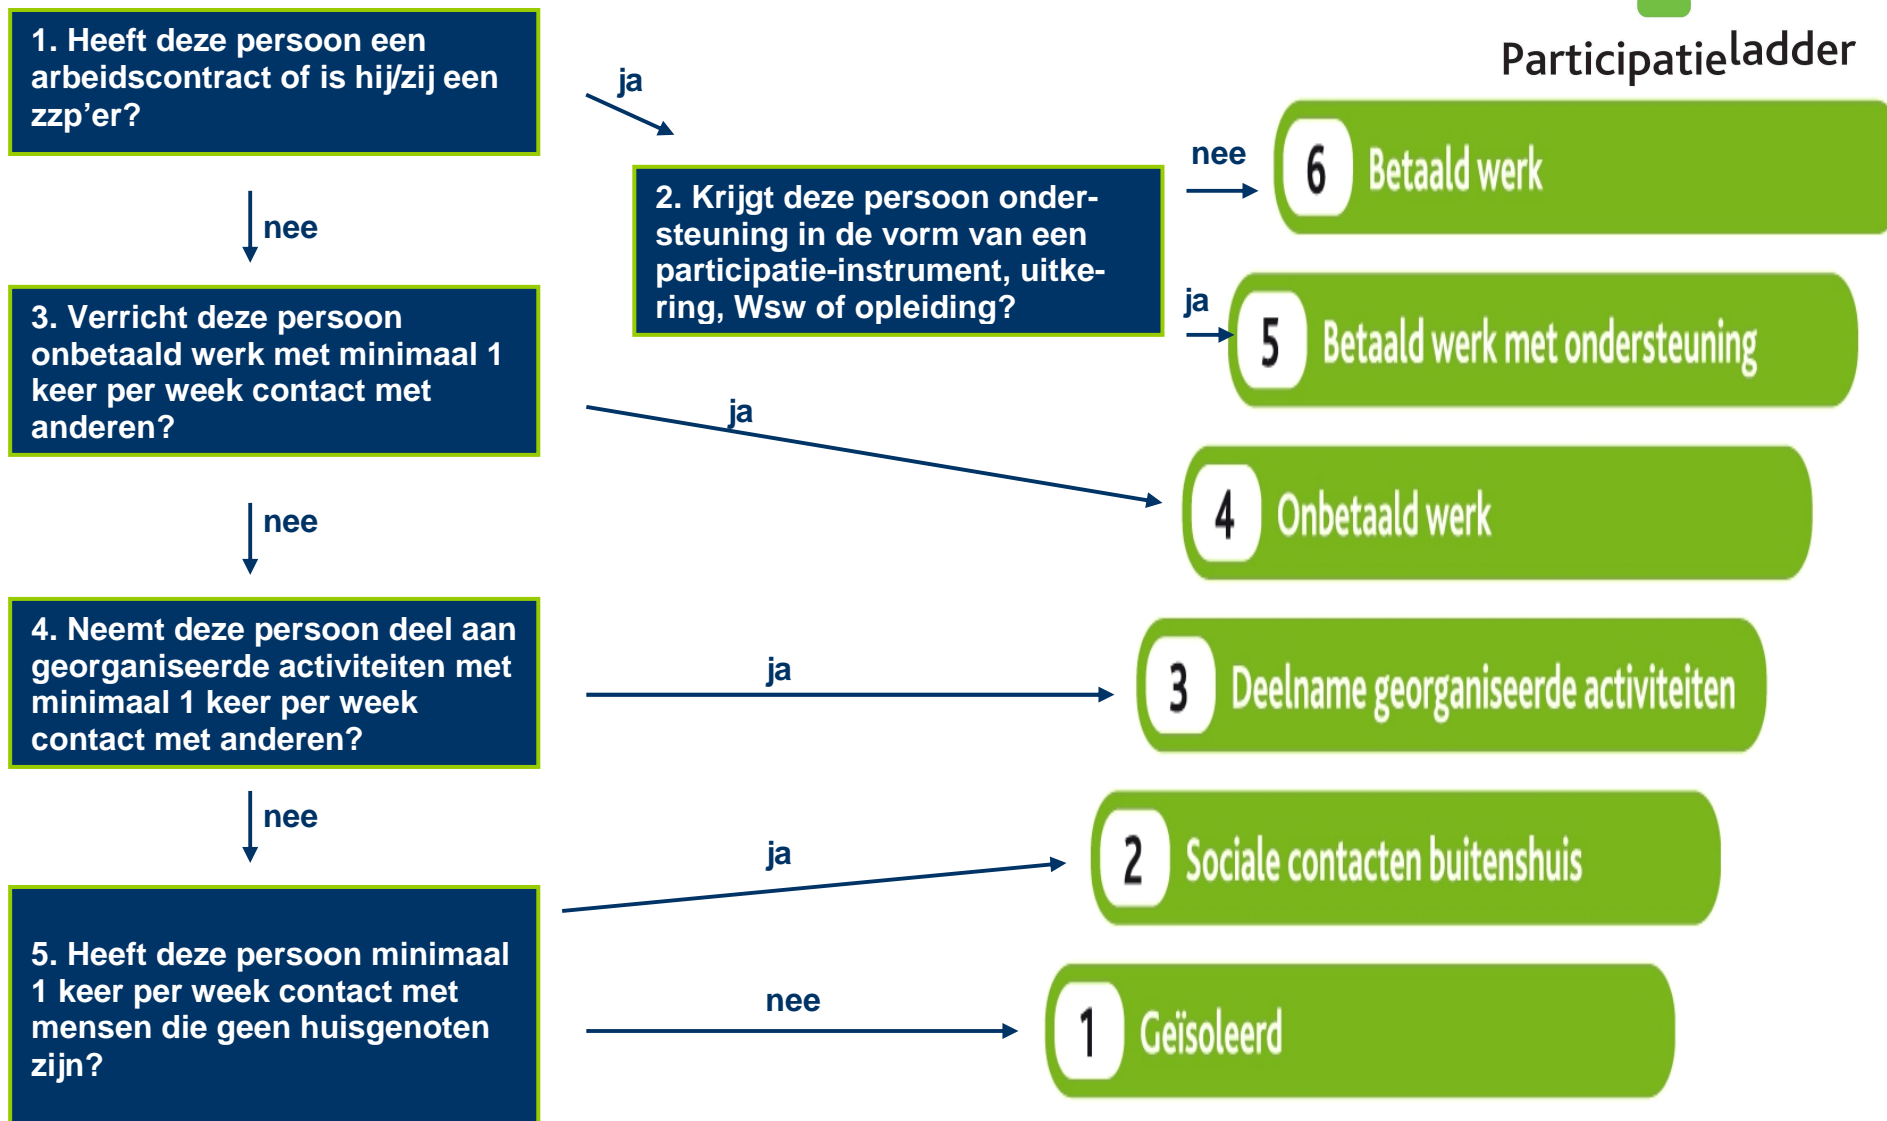 1. Heeft deze persoon een
arbeidscontract of is hij/zij een
zzp'er?
ja
nee
2. Krijgt deze persoon onder-
steuning in de vorm van een
participatie-instrument, uitke-
ring, Wsw of opleiding?
nee
ja
3. Verricht deze persoon
onbetaald werk met minimaal 1
keer per week contact met
anderen?
ja
nee
4. Neemt deze persoon deel aan
georganiseerde activiteiten met
minimaal 1 keer per week
contact met anderen?
ja
nee
5. Heeft deze persoon minimaal
1 keer per week contact met
mensen die geen huisgenoten
zijn?
ja
nee
Participatieladder
6 Betaald werk
5 Betaald werk met ondersteuning
4 Onbetaald werk
3 Deelname georganiseerde activiteiten
2 Sociale contacten buitenshuis
1 Geïsoleerd